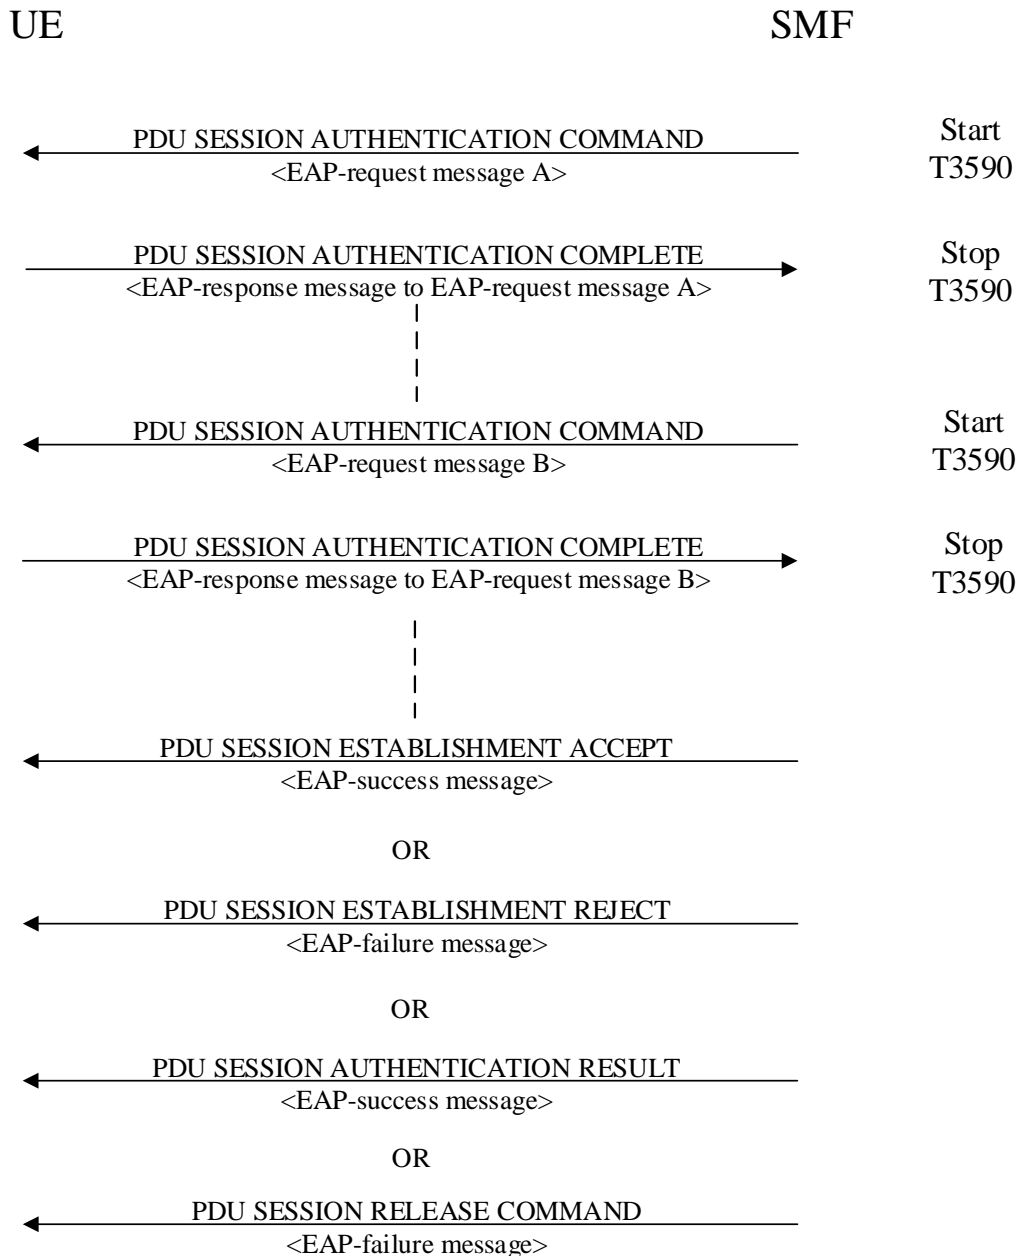 UE
SMF
PDU SESSION AUTHENTICATION COMMAND
<EAP-request message A>
Start
T3590
PDU SESSION AUTHENTICATION COMPLETE
<EAP-response message to EAP-request message A>
Stop
T3590
PDU SESSION AUTHENTICATION COMMAND
<EAP-request message B>
Start
T3590
PDU SESSION AUTHENTICATION COMPLETE
<EAP-response message to EAP-request message B>
Stop
T3590
PDU SESSION ESTABLISHMENT ACCEPT
<EAP-success message>
OR
PDU SESSION ESTABLISHMENT REJECT
<EAP-failure message>
OR
PDU SESSION AUTHENTICATION RESULT
<EAP-success message>
OR
PDU SESSION RELEASE COMMAND
<EAP-failure message>